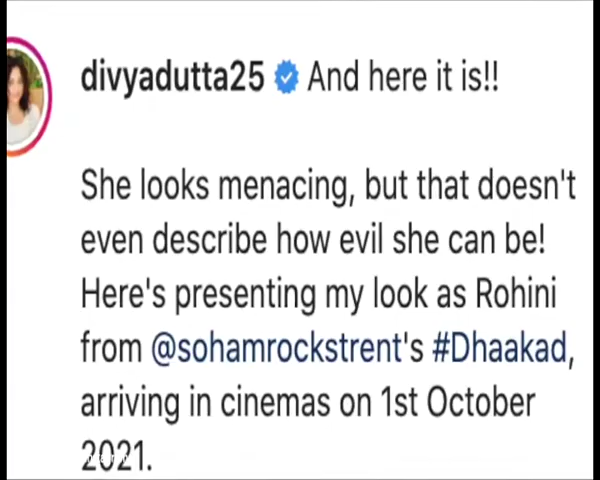 divyadutta25 And here it is!!
She looks menacing, but that doesn't
even describe how evil she can be!
Here's presenting my look as Rohini
from @sohamrockstrent's #Dhaakad,
arriving in cinemas on 1st October
2021.